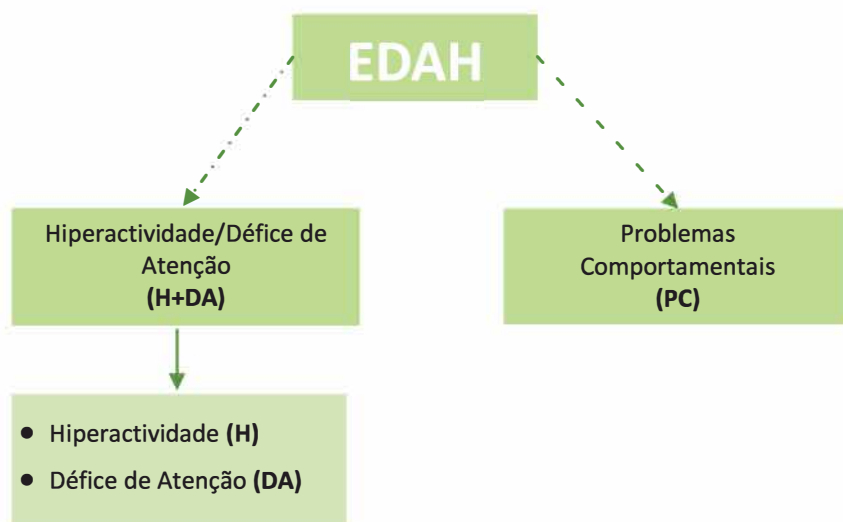 EDAH
Hiperactividade/Défice de
Atenção
(H+DA)
Problemas
Comportamentais
(PC)
• Hiperactividade (H)
• Défice de Atenção (DA)